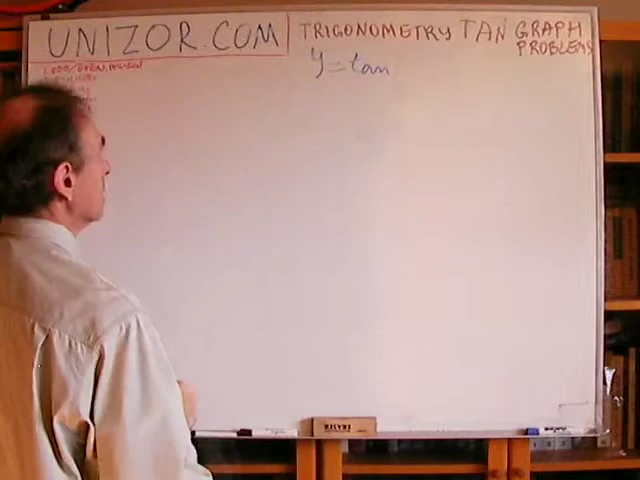 UNIZOR.COM
TRIGONOMETRY TAN GRAPH
PROBLEMS
y = tan